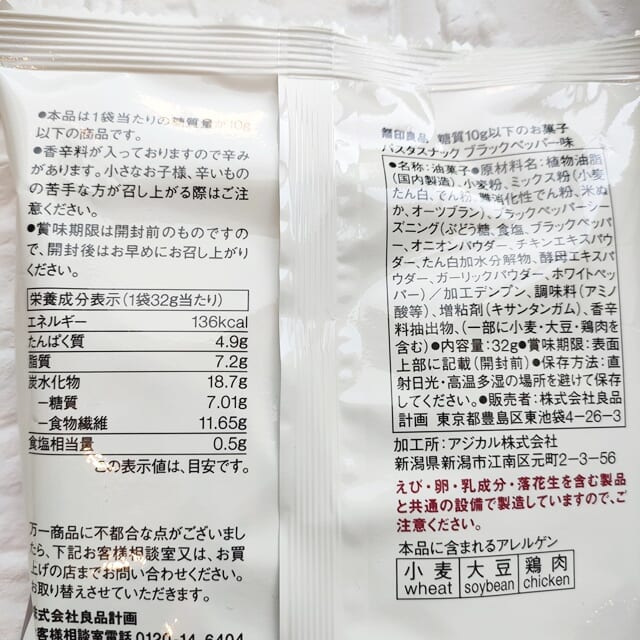 ●本品は1袋当たりの糖質量が10g
以下の商品です。
●香辛料が入っておりますので辛み
があります。小さなお子様、辛いもの
の苦手な方が召し上がる際はご注
意ください。
●賞味期限は開封前のものですの
で、開封後はお早めにお召し上がり
ください。
栄養成分表示(1袋32g当たり)
エネルギー 136kcal
たんぱく質 4.9g
脂質 7.2g
炭水化物 18.7g
−糖質 7.01g
−食物繊維 11.65g
食塩相当量 0.5g
この表示値は、目安です。
万一商品に不都合な点がございまし
たら、下記お客様相談室又は、お買
上げの店までお問い合わせください。
お取り替えさせていただきます。
株式会社良品計画
お客様相談室電話 0120-14-6404
無印良品 糖質10g以下のお菓子
パスタスナック ブラックペッパー味
●名称:油菓子●原材料名:植物油脂
(国内製造)、小麦粉、ミックス粉(小麦
たん白、でん粉、難消化性でん粉、米ぬ
か、オーツブラン)、ブラックペッパーシー
ズニング(ぶどう糖、食塩、ブラックペッパ
ー、オニオンパウダー、チキンエキスパウ
ダー、たん白加水分解物、酵母エキスパ
ウダー、ガーリックパウダー、ホワイトペッ
パー)/加工デンプン、調味料(アミノ
酸等)、増粘剤(キサンタンガム)、香辛
料抽出物、(一部に小麦・大豆・鶏肉を
含む)●内容量:32g●賞味期限:表面
上部に記載(開封前)●保存方法:直
射日光・高温多湿の場所を避けて保存
してください。●販売者:株式会社良品
計画 東京都豊島区東池袋4-26-3
加工所:アジカル株式会社
新潟県新潟市江南区元町2-3-56
えび・卵・乳成分・落花生を含む製品
と共通の設備で製造していますので、ご
注意ください。
本品に含まれるアレルゲン
小麦 大豆 鶏肉
wheat soybean chicken